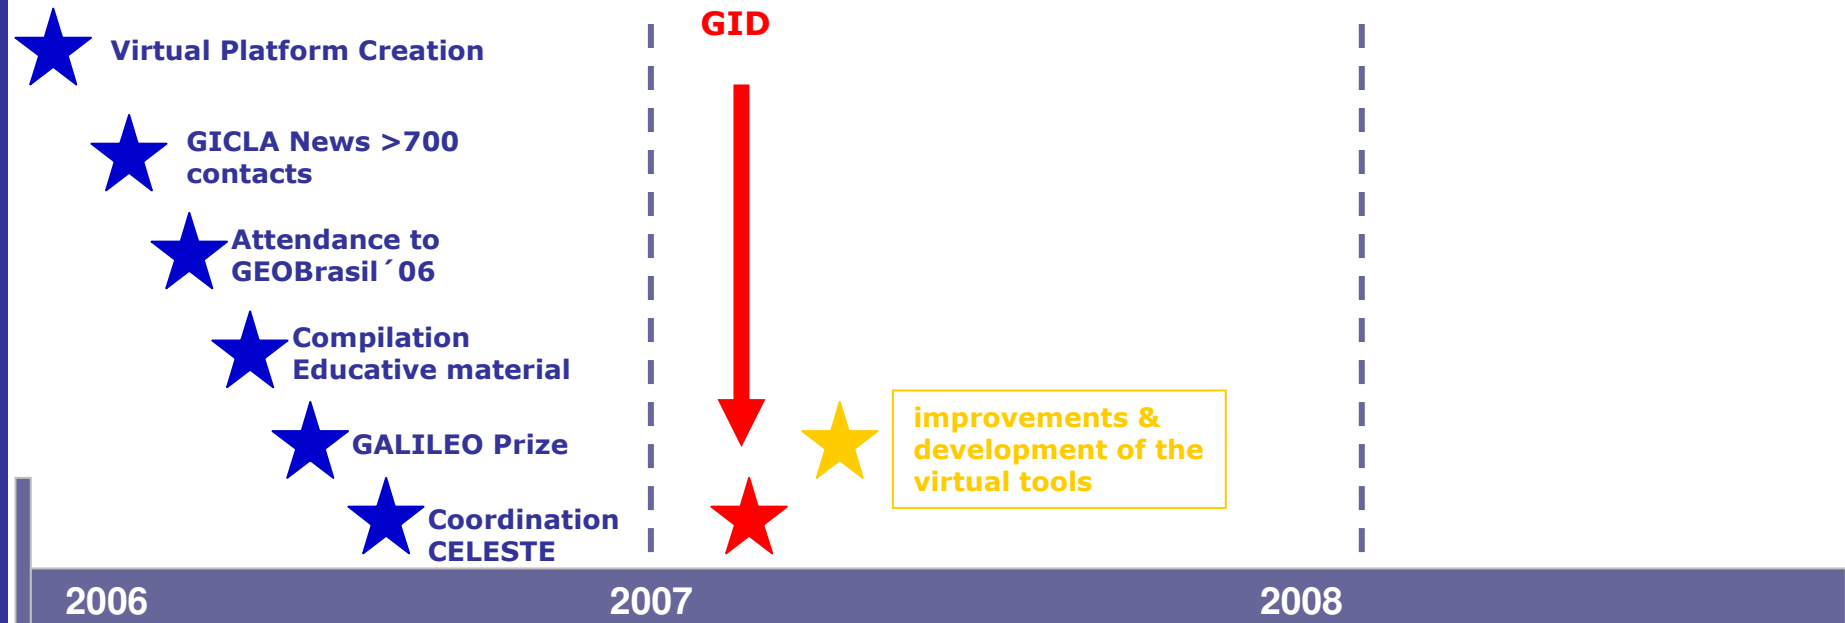 GID
Virtual Platform Creation
GICLA News >700
contacts
Attendance to
GEOBrasil´06
Compilation
Educative material
GALILEO Prize
improvements &
development of the
virtual tools
Coordination
CELESTE
2006
2007
2008